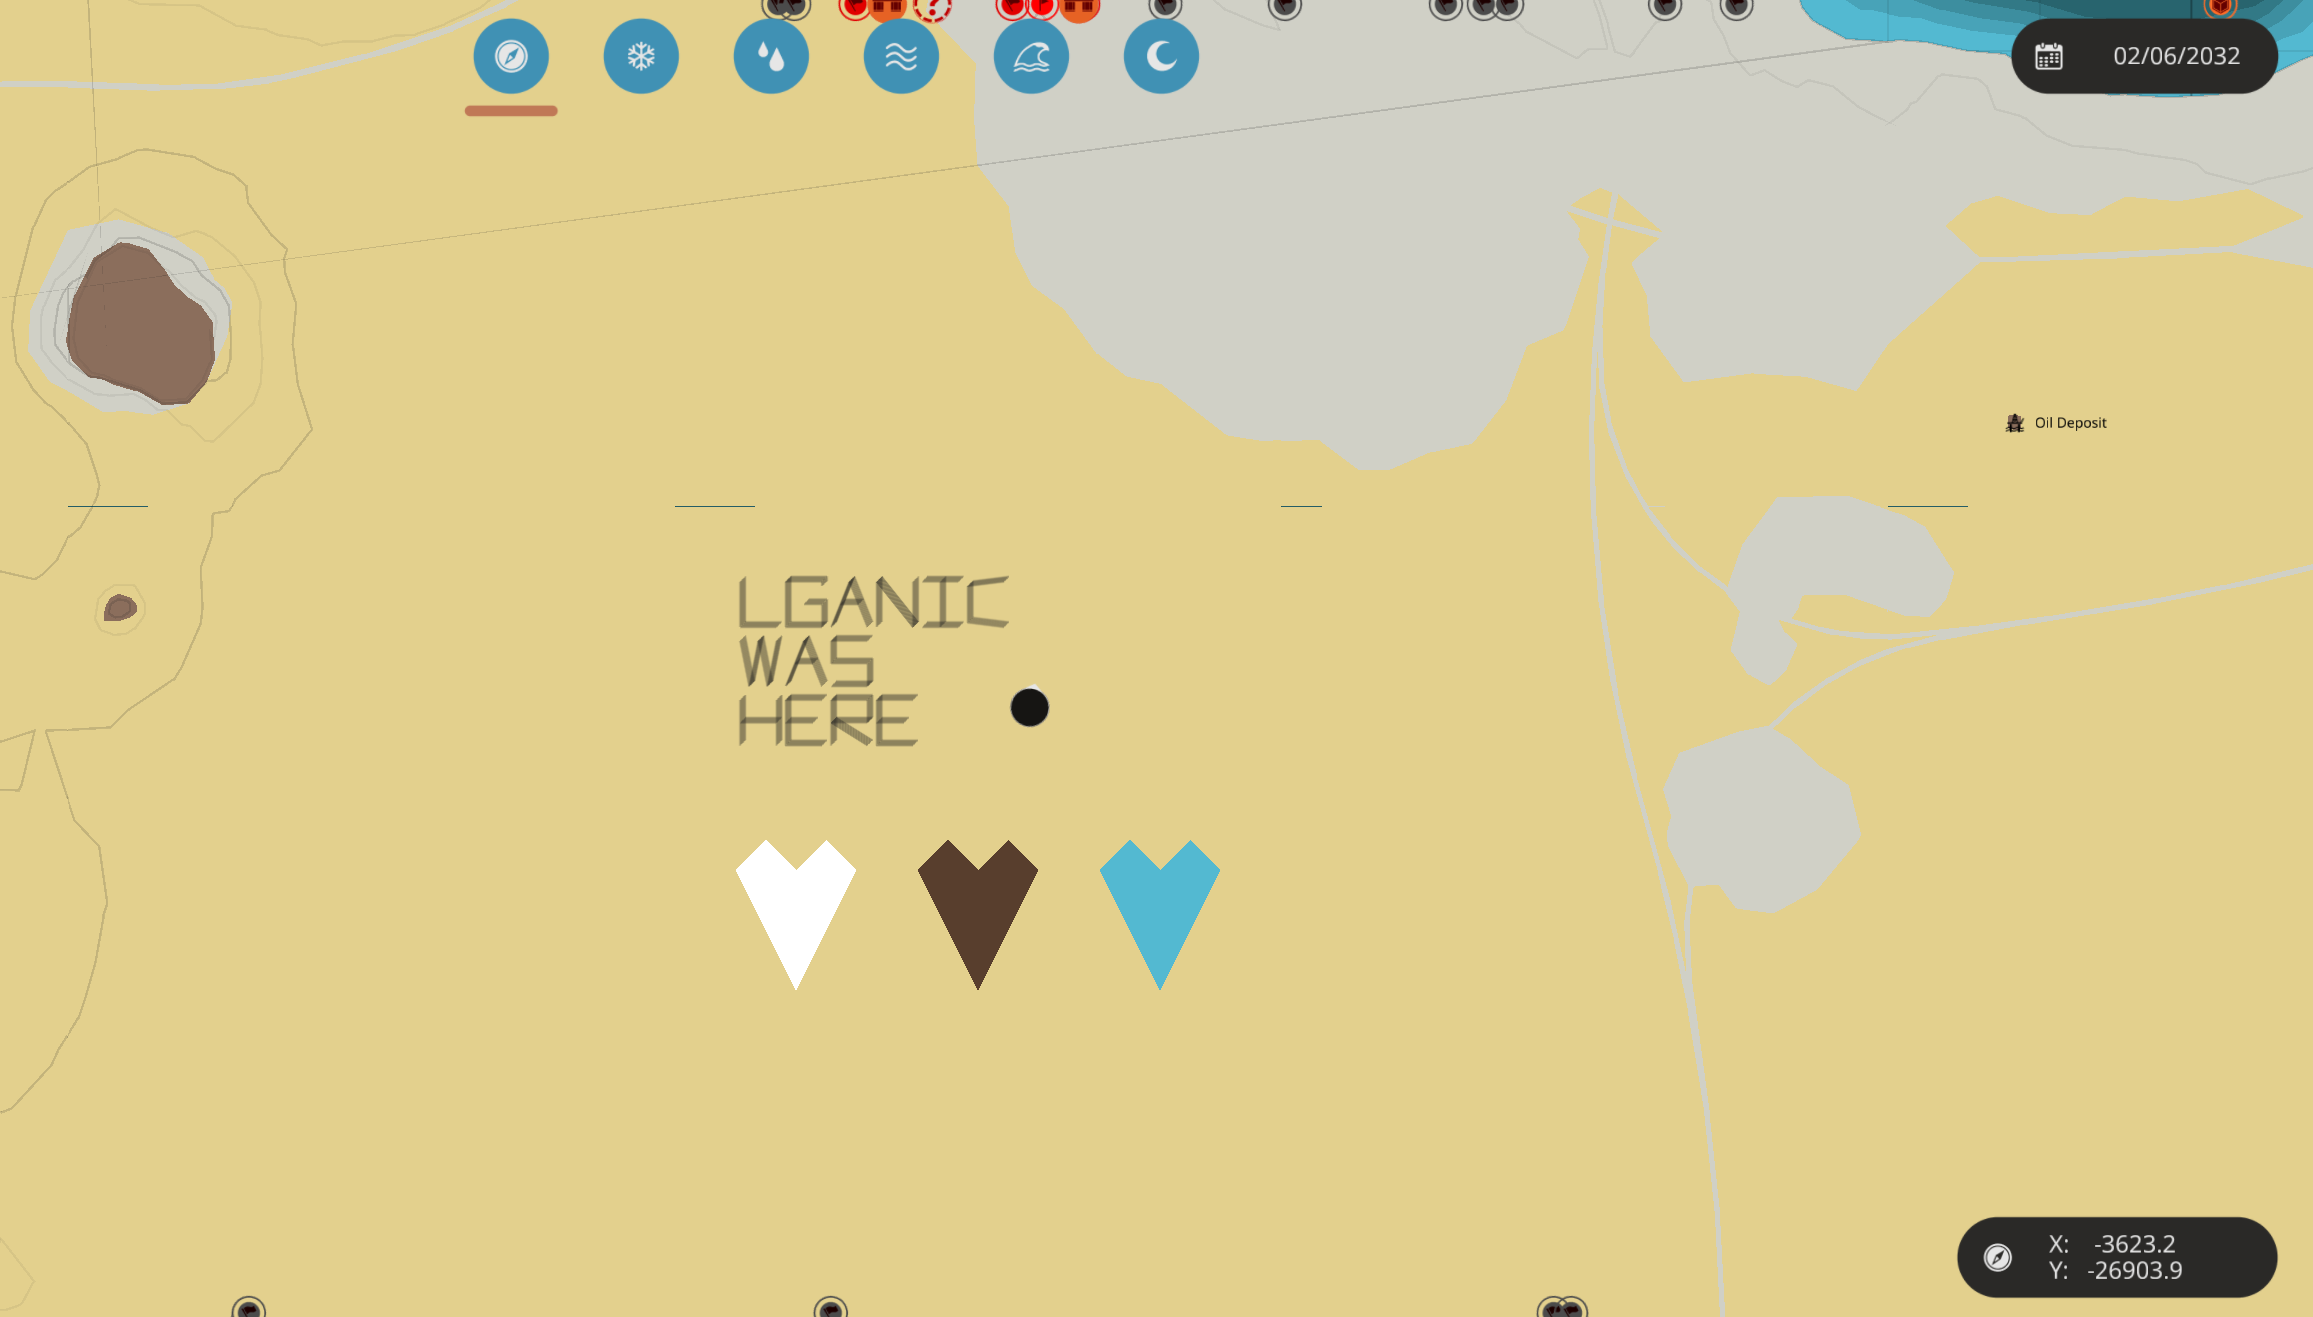 02/06/2032
Oil Deposit
LGANIC
WAS
HERE
X: -3623.2
Y: -26903.9